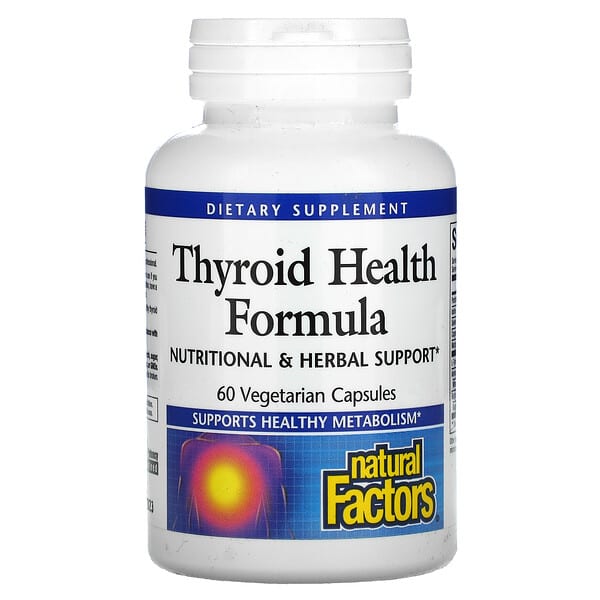 DIETARY SUPPLEMENT
Thyroid Health
Formula
NUTRITIONAL & HERBAL SUPPORT*
60 Vegetarian Capsules
SUPPORTS HEALTHY METABOLISM*
natural
Factors